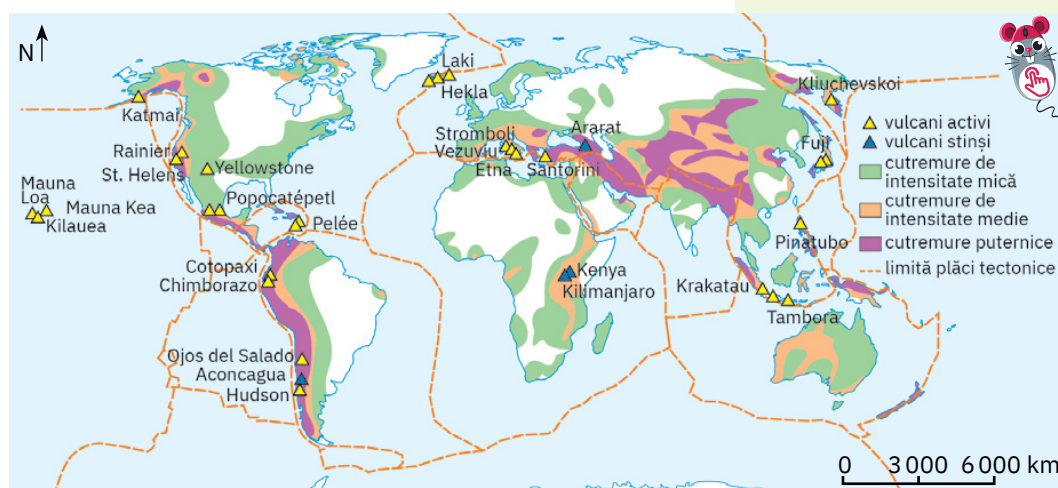 N
Laki
Hekla
Kliuchevskoi
Katmai
Stromboli
Vezuviu
Ararat
Fuji
Rainier
St. Helens
Yellowstone
Etna
Santorini
Mauna
Loa
Mauna Kea
Kilauea
Popocatépetl
Pelée
Pinatubo
Cotopaxi
Chimborazo
Kenya
Kilimanjaro
Krakatau
Tambora
Ojos del Salado
Aconcagua
Hudson
vulcani activi
vulcani stinși
cutremure de
intensitate mică
cutremure de
intensitate medie
cutremure puternice
limită plăci tectonice
0 3 000 6 000 km